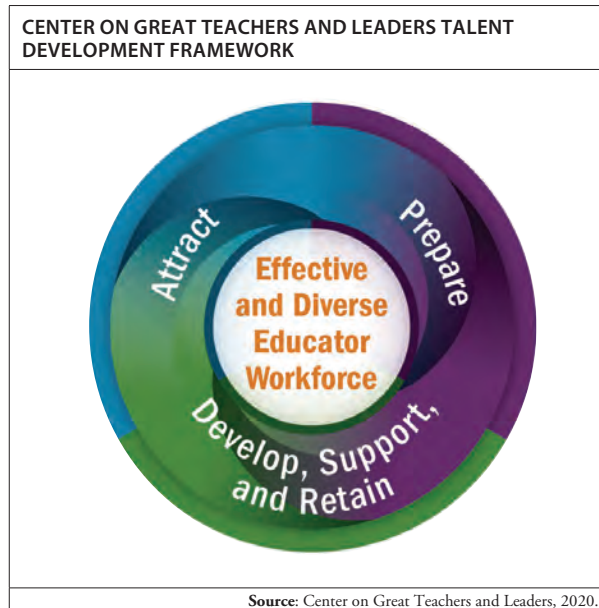 CENTER ON GREAT TEACHERS AND LEADERS TALENT
DEVELOPMENT FRAMEWORK
Attract
Prepare
Effective
and Diverse
Educator
Workforce
Develop, Support,
and Retain
Source: Center on Great Teachers and Leaders, 2020.